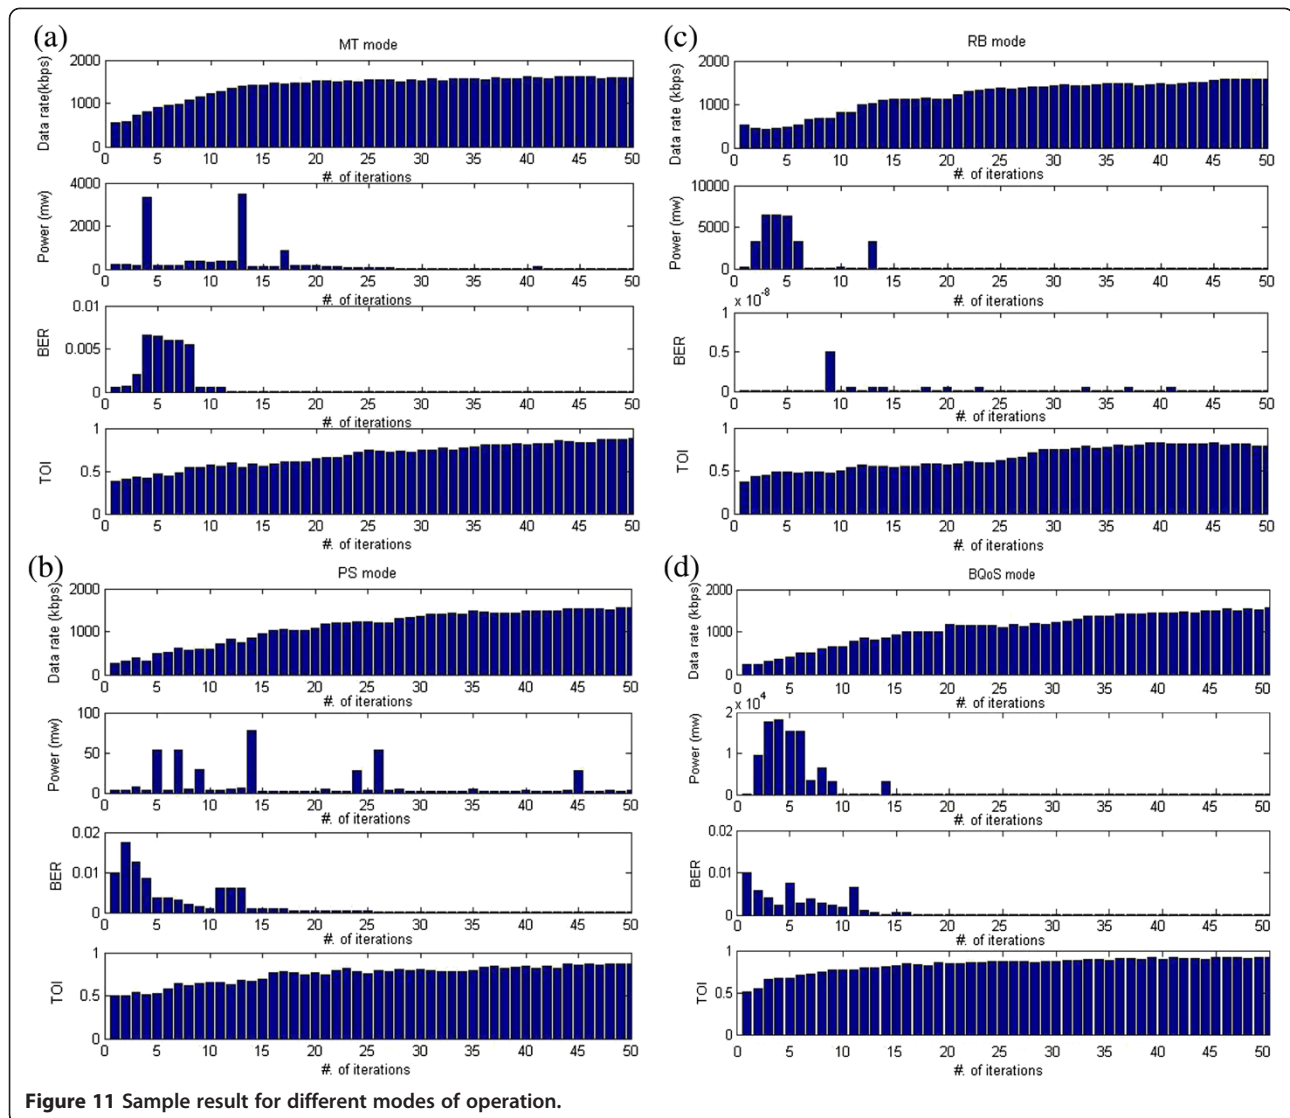 (a)
MT mode
Data rate(kbps)
2000
1000
0
0 5 10 15 20 25 30 35 40 45 50
#. of iterations
Power (mw)
4000
2000
0
0 5 10 15 20 25 30 35 40 45 50
#. of iterations
BER
0.01
0.005
0
0 5 10 15 20 25 30 35 40 45 50
#. of iterations
TOI
1
0.5
0
0 5 10 15 20 25 30 35 40 45 50
#. of iterations
(b)
PS mode
Data rate (kbps)
2000
1000
0
0 5 10 15 20 25 30 35 40 45 50
#. of iterations
Power (mw)
100
50
0
0 5 10 15 20 25 30 35 40 45 50
#. of iterations
BER
0.02
0.01
0
0 5 10 15 20 25 30 35 40 45 50
#. of iterations
TOI
1
0.5
0
0 5 10 15 20 25 30 35 40 45 50
#. of iterations
(c)
RB mode
Data rate (kbps)
2000
1000
0
0 5 10 15 20 25 30 35 40 45 50
#. of iterations
Power (mw)
10000
5000
0
0 5 10 15 20 25 30 35 40 45 50
#. of iterations
x 10^-8
BER
1
0.5
0
0 5 10 15 20 25 30 35 40 45 50
#. of iterations
TOI
1
0.5
0
0 5 10 15 20 25 30 35 40 45 50
#. of iterations
(d)
BQoS mode
Data rate (kbps)
2000
1000
0
0 5 10 15 20 25 30 35 40 45 50
#. of iterations
x 10^4
Power (mw)
2
1
0
0 5 10 15 20 25 30 35 40 45 50
#. of iterations
BER
0.02
0.01
0
0 5 10 15 20 25 30 35 40 45 50
#. of iterations
TOI
1
0.5
0
0 5 10 15 20 25 30 35 40 45 50
#. of iterations
Figure 11 Sample result for different modes of operation.